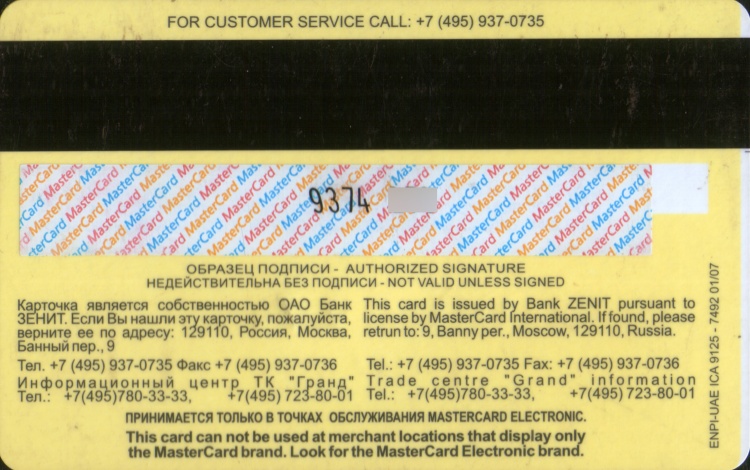 FOR CUSTOMER SERVICE CALL: +7 (495) 937-0735
MasterCard MasterCard MasterCard MasterCard MasterCard MasterCard
9374
ОБРАЗЕЦ ПОДПИСИ - AUTHORIZED SIGNATURE
НЕДЕЙСТВИТЕЛЬНА БЕЗ ПОДПИСИ - NOT VALID UNLESS SIGNED
Карточка является собственностью ОАО Банк
ЗЕНИТ. Если Вы нашли эту карточку, пожалуйста,
верните ее по адресу: 129110, Россия, Москва,
Банный пер., 9
This card is issued by Bank ZENIT pursuant to
license by MasterCard International. If found, please
retrun to: 9, Banny per., Moscow, 129110, Russia.
Тел. +7 (495) 937-0735 Факс +7 (495) 937-0736
Tel.: +7 (495) 937-0735 Fax: +7 (495) 937-0736
Информационный центр ТК "Гранд"
Тел.: +7(495)780-33-33, +7(495) 723-80-01
Trade centre "Grand" information
Tel.: +7(495)780-33-33, +7(495) 723-80-01
ПРИНИМАЕТСЯ ТОЛЬКО В ТОЧКАХ ОБСЛУЖИВАНИЯ MASTERCARD ELECTRONIC.
This card can not be used at merchant locations that display only
the MasterCard brand. Look for the MasterCard Electronic brand.
ENPI-UAE ICA 9125 - 7492 01/07